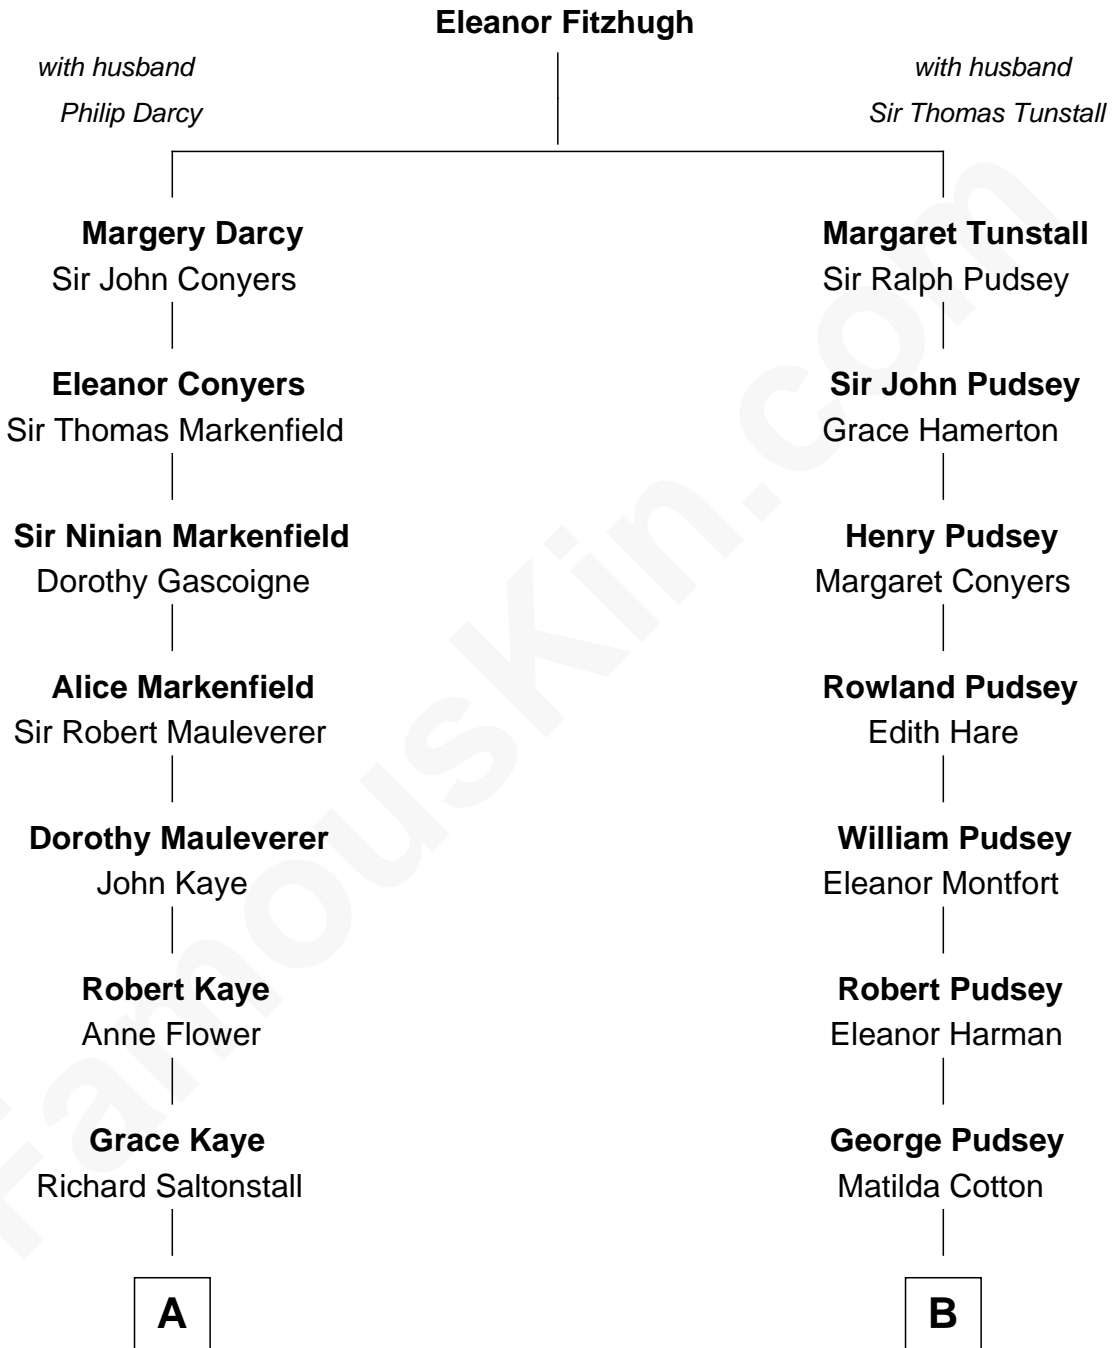 Eleanor Fitzhugh
with husband
Philip Darcy
with husband
Sir Thomas Tunstall
Margery Darcy
Sir John Conyers
Margaret Tunstall
Sir Ralph Pudsey
Eleanor Conyers
Sir Thomas Markenfield
Sir John Pudsey
Grace Hamerton
Sir Ninian Markenfield
Dorothy Gascoigne
Henry Pudsey
Margaret Conyers
Alice Markenfield
Sir Robert Mauleverer
Rowland Pudsey
Edith Hare
Dorothy Mauleverer
John Kaye
William Pudsey
Eleanor Montfort
Robert Kaye
Anne Flower
Robert Pudsey
Eleanor Harman
Grace Kaye
Richard Saltonstall
George Pudsey
Matilda Cotton
A
B
FamousKin.com